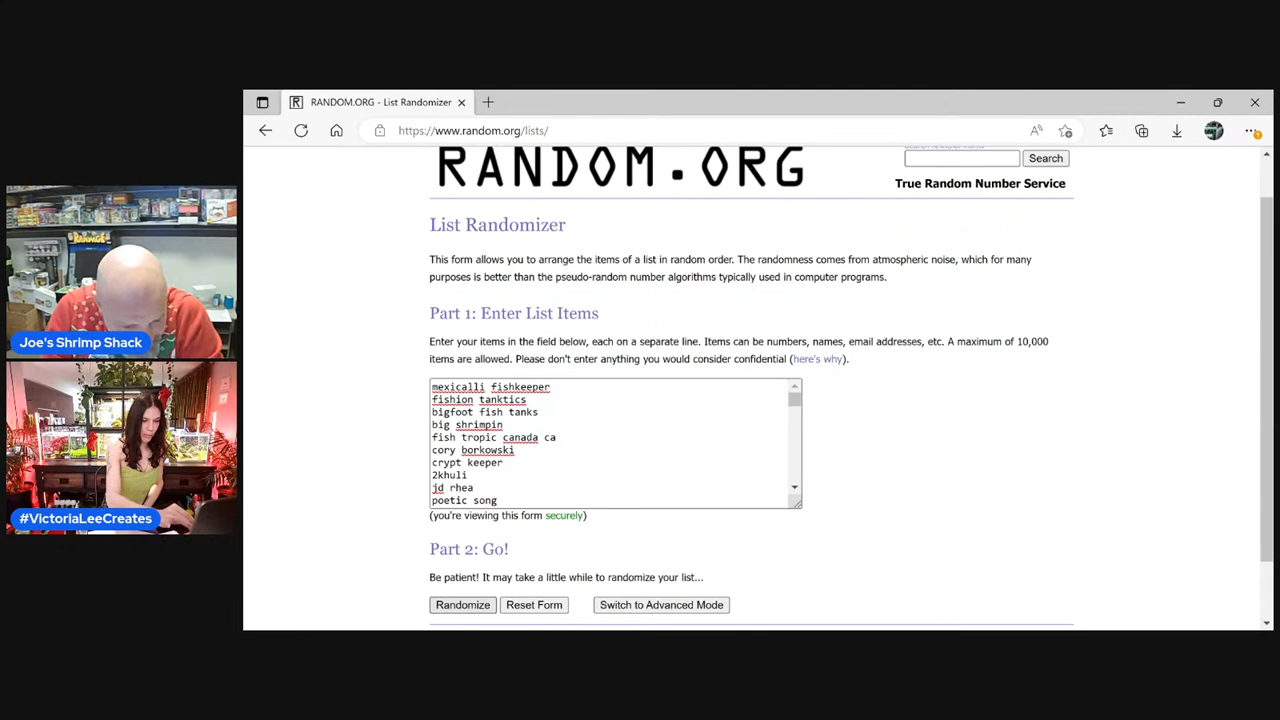 RANDOM.ORG - List Randomizer
https://www.random.org/lists/
RANDOM.ORG
Search
True Random Number Service
List Randomizer
This form allows you to arrange the items of a list in random order. The randomness comes from atmospheric noise, which for many
purposes is better than the pseudo-random number algorithms typically used in computer programs.
Part 1: Enter List Items
Enter your items in the field below, each on a separate line. Items can be numbers, names, email addresses, etc. A maximum of 10,000
items are allowed. Please don't enter anything you would consider confidential (here's why).
mexicalli fishkeeper
fishion tanktics
bigfoot fish tanks
big shrimpin
fish tropic canada ca
cory borkowski
crypt keeper
2khuli
jd rhea
poetic song
(you're viewing this form securely)
Part 2: Go!
Be patient! It may take a little while to randomize your list...
Randomize Reset Form Switch to Advanced Mode
RAMPAGE
Joe's Shrimp Shack
#VictoriaLeeCreates